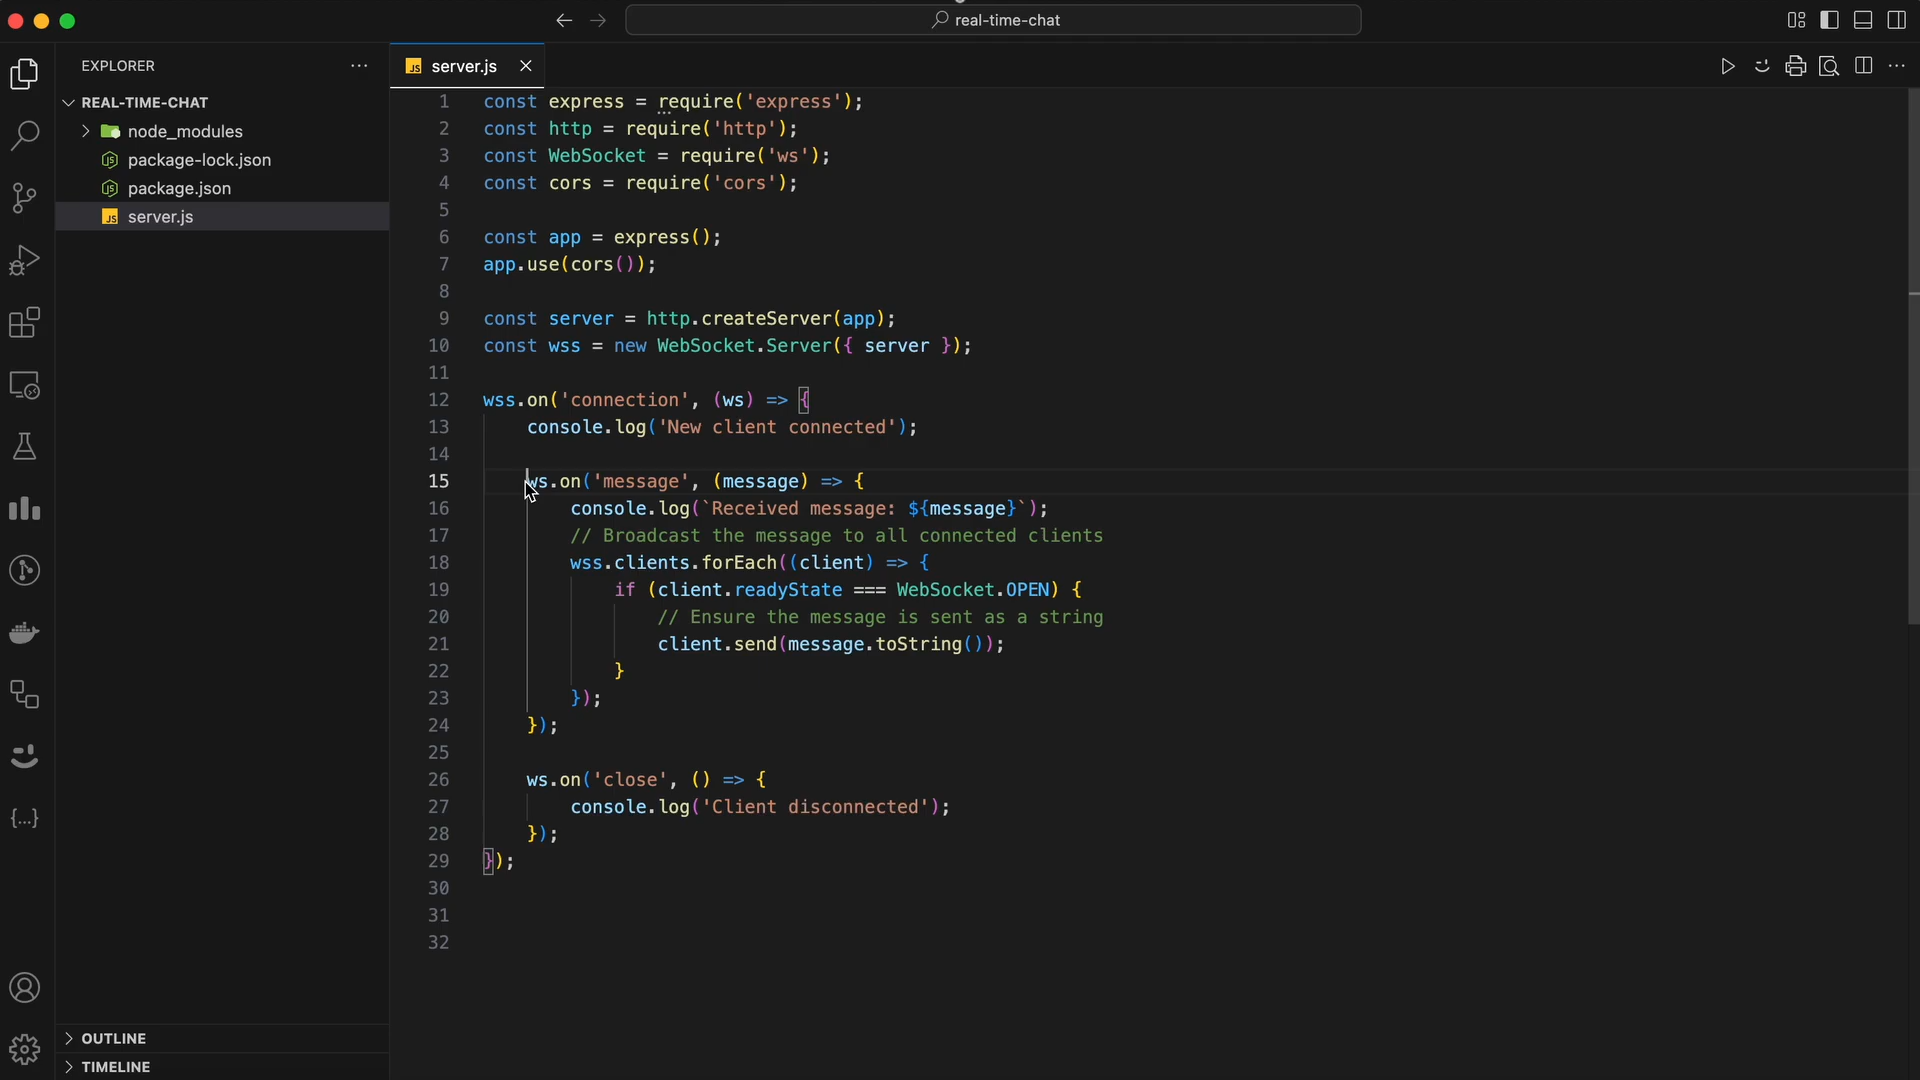 real-time-chat
EXPLORER
REAL-TIME-CHAT
node_modules
package-lock.json
package.json
JS server.js
OUTLINE
TIMELINE
JS server.js
1 const express = require('express');
2 const http = require('http');
3 const WebSocket = require('ws');
4 const cors = require('cors');
5
6 const app = express();
7 app.use(cors());
8
9 const server = http.createServer(app);
10 const wss = new WebSocket.Server({ server });
11
12 wss.on('connection', (ws) => {
13     console.log('New client connected');
14
15     ws.on('message', (message) => {
16         console.log(`Received message: ${message}`);
17         // Broadcast the message to all connected clients
18         wss.clients.forEach((client) => {
19             if (client.readyState === WebSocket.OPEN) {
20                 // Ensure the message is sent as a string
21                 client.send(message.toString());
22             }
23         });
24     });
25
26     ws.on('close', () => {
27         console.log('Client disconnected');
28     });
29 });
30
31
32